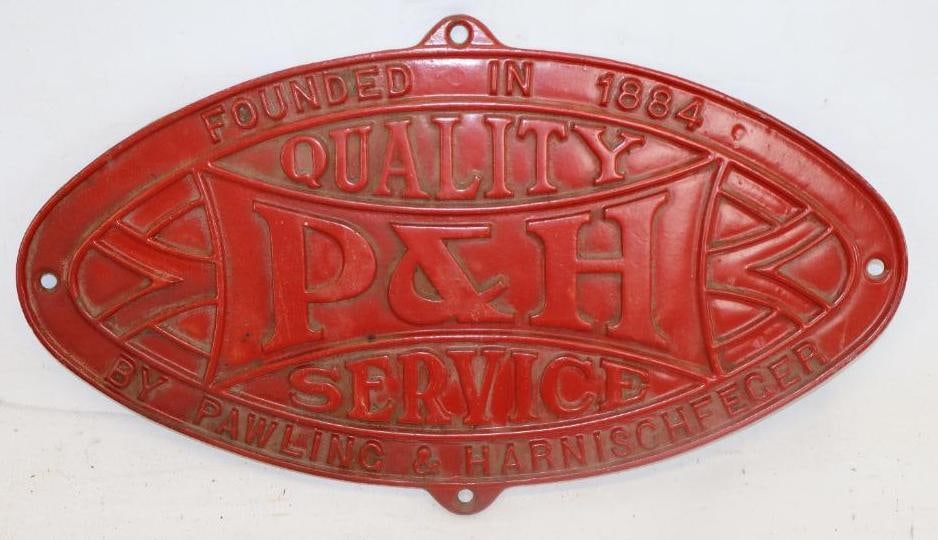 FOUNDED IN 1884
QUALITY
P&H
SERVICE
BY PAWLING & HARNISCHFEGER